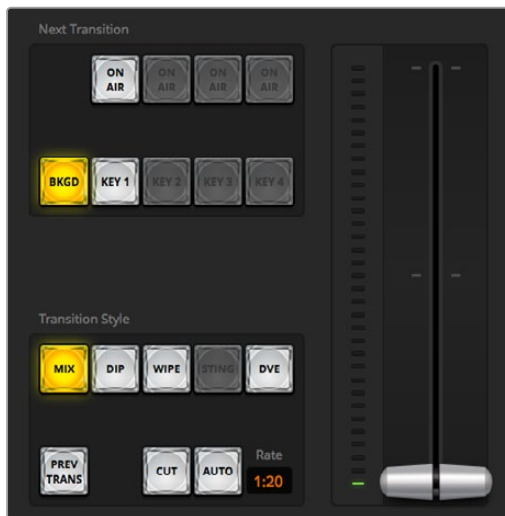 Next Transition
ON AIR ON AIR ON AIR ON AIR
BKGD KEY 1 KEY 2 KEY 3 KEY 4
Transition Style
MIX DIP WIPE STING DVE
PREV TRANS CUT AUTO Rate 1:20